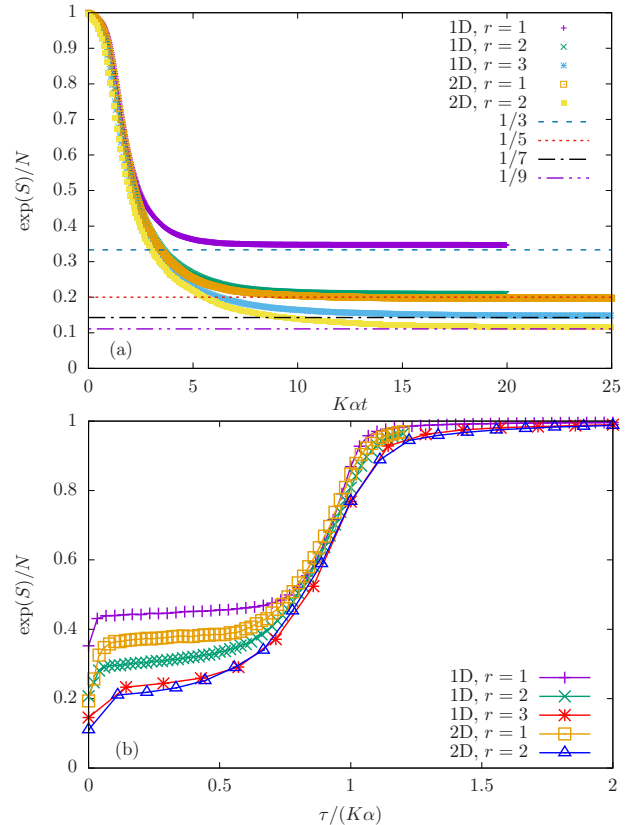 1
0.9
0.8
0.7
0.6
0.5
0.4
0.3
0.2
0.1
0
exp(S)/N
1D, r = 1
1D, r = 2
1D, r = 3
2D, r = 1
2D, r = 2
1/3
1/5
1/7
1/9
(a)
0 5 10 15 20 25
Kαt
1
0.8
0.6
0.4
0.2
0
exp(S)/N
1D, r = 1
1D, r = 2
1D, r = 3
2D, r = 1
2D, r = 2
(b)
0 0.5 1 1.5 2
τ/(Kα)